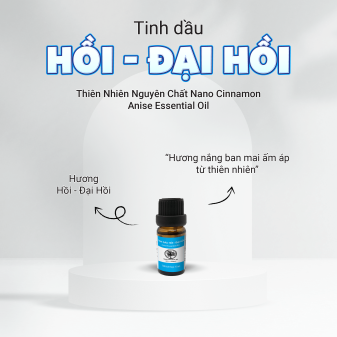 Tinh dầu
HỒI - ĐẠI HỒI
Thiên Nhiên Nguyên Chất Nano Cinnamon
Anise Essential Oil
"Hương nắng ban mai ấm áp
từ thiên nhiên"
Hương
Hồi - Đại Hồi